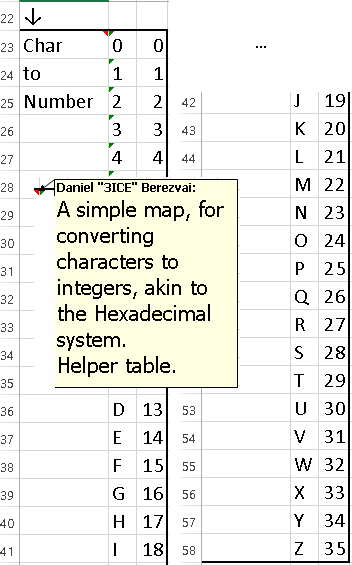 22 ↓
23 Char 0 0
24 to 1 1
25 Number 2 2
26 3 3
27 4 4
28 Daniel "3ICE" Berezvai:
29 A simple map, for
30 converting
31 characters to
32 integers, akin to
33 the Hexadecimal
34 system.
35 Helper table.
36 D 13
37 E 14
38 F 15
39 G 16
40 H 17
41 I 18
...
42 J 19
43 K 20
44 L 21
M 22
N 23
O 24
P 25
Q 26
R 27
S 28
T 29
53 U 30
54 V 31
55 W 32
56 X 33
57 Y 34
58 Z 35